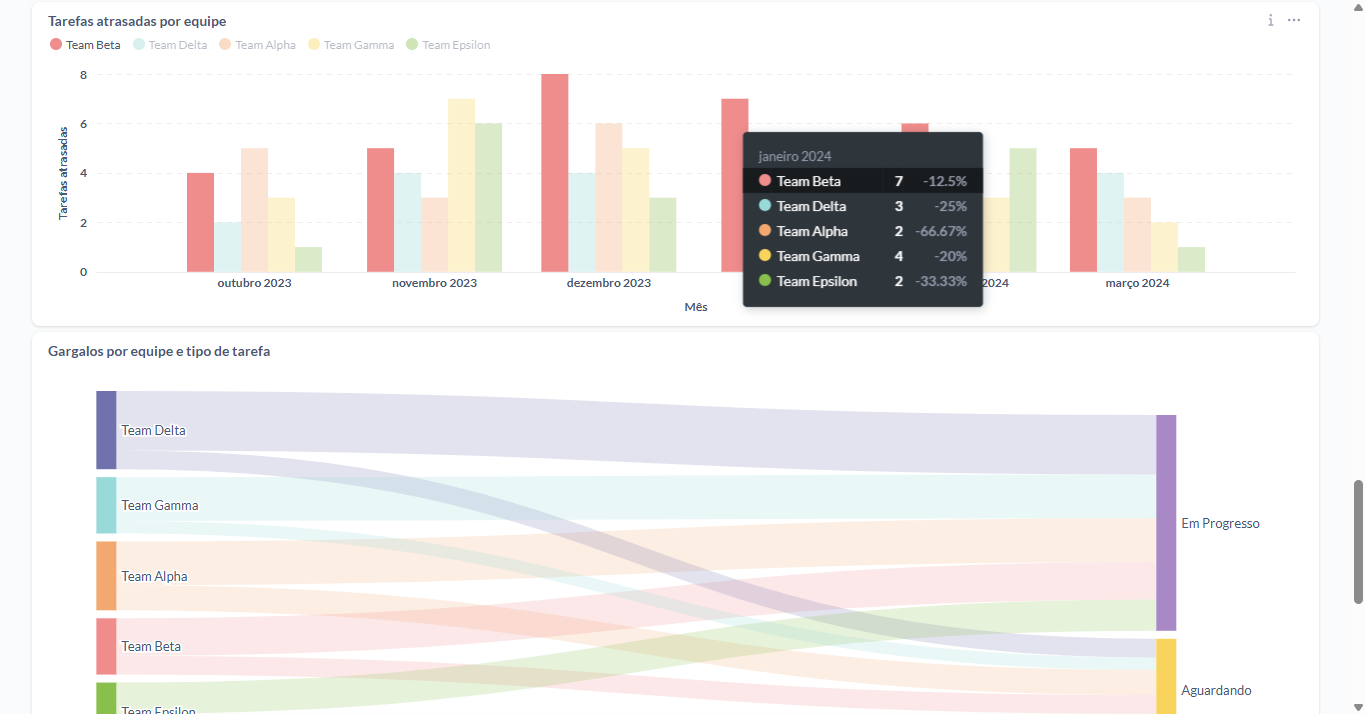 Tarefas atrasadas por equipe
Team Beta Team Delta Team Alpha Team Gamma Team Epsilon
Tarefas atrasadas
8
6
4
2
0
janeiro 2024
Team Beta 7 -12.5%
Team Delta 3 -25%
Team Alpha 2 -66.67%
Team Gamma 4 -20%
Team Epsilon 2 -33.33%
outubro 2023 novembro 2023 dezembro 2023 2024 março 2024
Mês
Gargalos por equipe e tipo de tarefa
Team Delta
Team Gamma
Em Progresso
Team Alpha
Team Beta
Aguardando
Team Epsilon